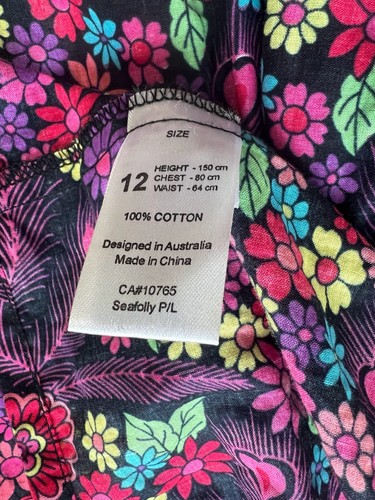 SIZE
12
HEIGHT - 150 cm
CHEST - 80 cm
WAIST - 64 cm
100% COTTON
Designed in Australia
Made in China
CA#10765
Seafolly P/L